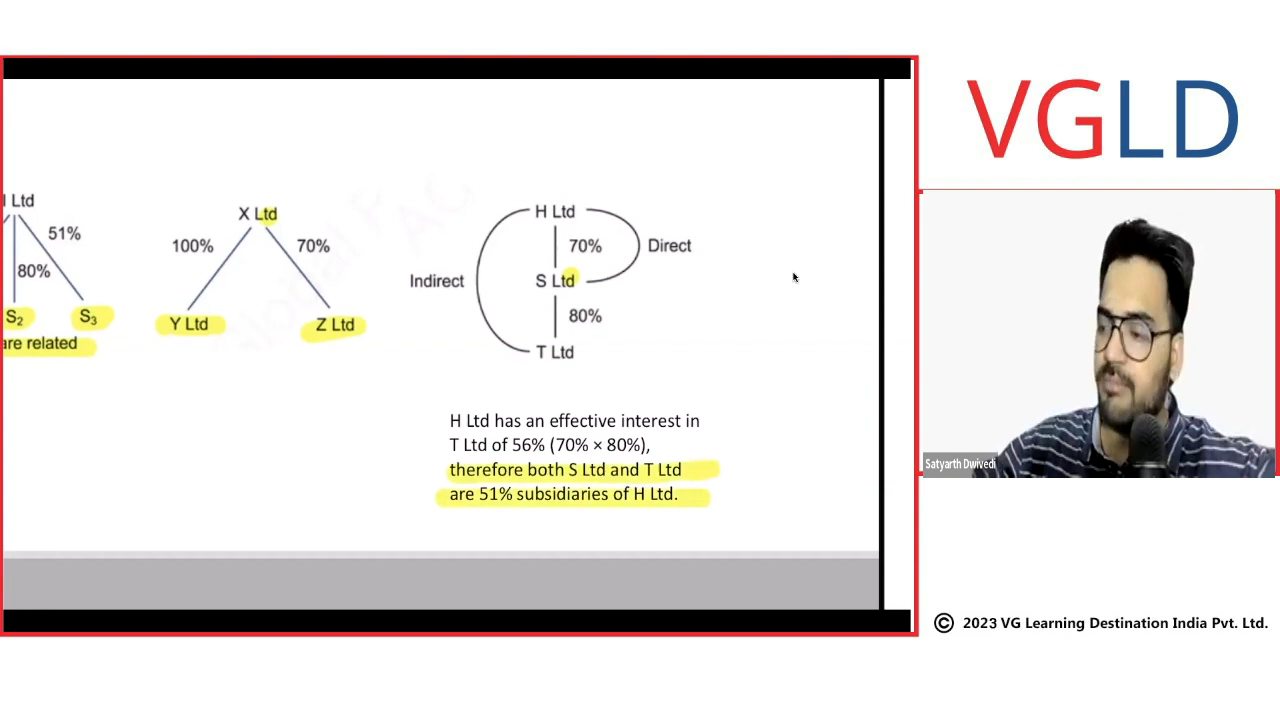 VGLD
Ltd
51%
80%
S2
S3
are related
X Ltd
100%
70%
Y Ltd
Z Ltd
H Ltd
70%
Direct
Indirect
S Ltd
80%
T Ltd
H Ltd has an effective interest in
T Ltd of 56% (70% × 80%),
therefore both S Ltd and T Ltd
are 51% subsidiaries of H Ltd.
Satyarth Dwivedi
© 2023 VG Learning Destination India Pvt. Ltd.